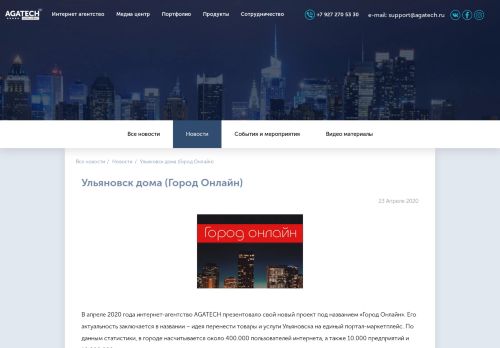 AGATECH
Интернет агентство
Медиа центр
Портфолио
Продукты
Сотрудничество
+7 927 270 53 30
e-mail: support@agatech.ru
Все новости
Новости
События и мероприятия
Видео материалы
Все новости / Новости / Ульяновск дома (Город Онлайн)
Ульяновск дома (Город Онлайн)
23 Апреля 2020
Город онлайн
В апреле 2020 года интернет-агентство AGATECH презентовало свой новый проект под названием «Город Онлайн». Его
актуальность заключается в названии – идея перенести товары и услуги Ульяновска на единый портал-маркетплейс. По
данным статистики, в городе насчитывается около 400.000 пользователей интернета, а также 10.000 предприятий и